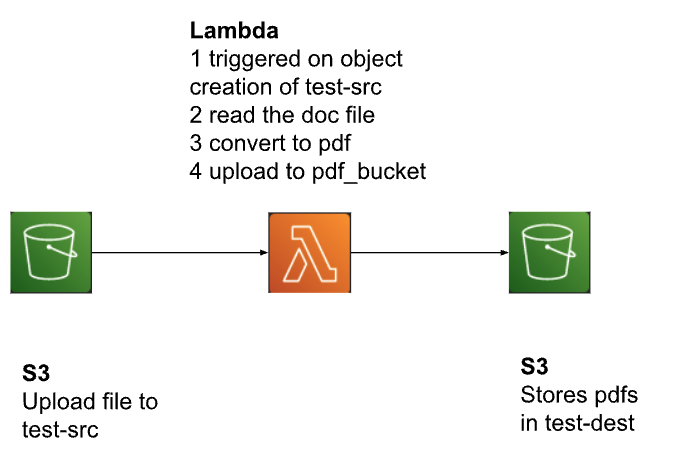 Lambda
1 triggered on object
creation of test-src
2 read the doc file
3 convert to pdf
4 upload to pdf_bucket
S3
Upload file to
test-src
S3
Stores pdfs
in test-dest